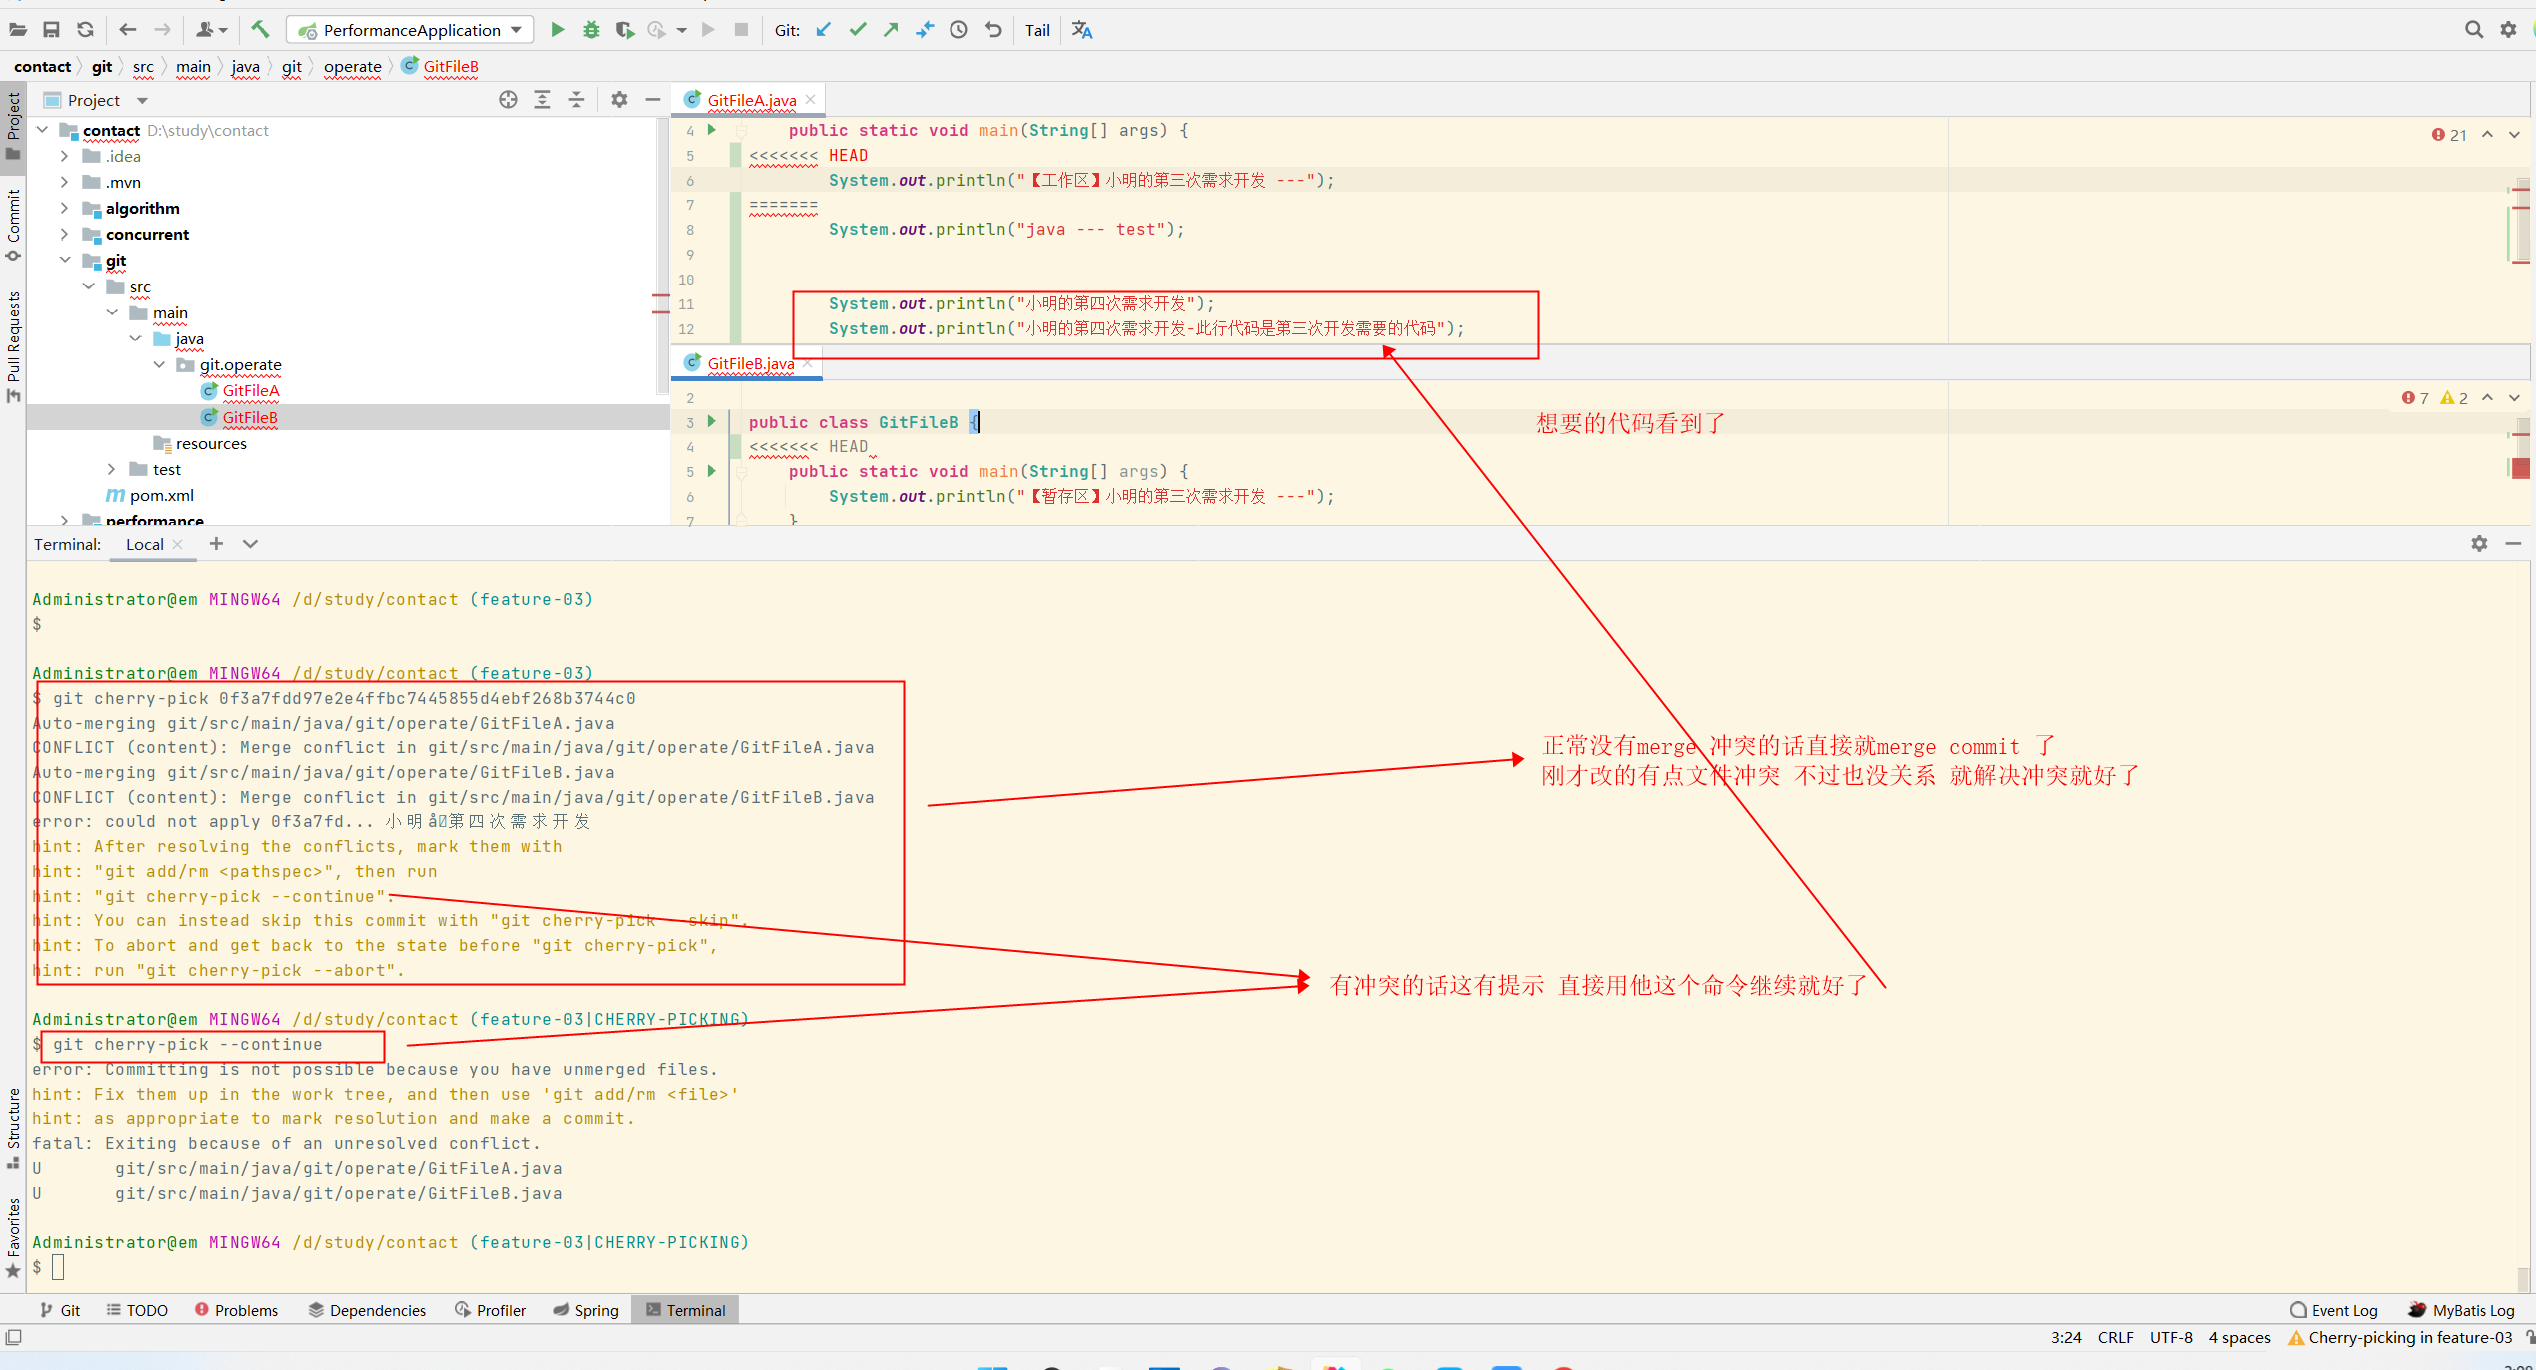 PerformanceApplication
Git:
Tail
contact
git
src
main
java
git
operate
GitFileB
Project
Commit
Pull Requests
Structure
Favorites
Project
contact D:\study\contact
.idea
.mvn
algorithm
concurrent
git
src
main
java
git.operate
GitFileA
GitFileB
resources
test
pom.xml
performance
GitFileA.java
21
4 public static void main(String[] args) {
5 <<<<<<< HEAD
6 System.out.println("【工作区】小明的第三次需求开发 ---");
7 =======
8 System.out.println("java --- test");
9
10
11 System.out.println("小明的第四次需求开发");
12 System.out.println("小明的第四次需求开发-此行代码是第三次开发需要的代码");
GitFileB.java
7 2
2
3 public class GitFileB {
4 <<<<<<< HEAD
5 public static void main(String[] args) {
6 System.out.println("【暂存区】小明的第三次需求开发 ---");
7 }
想要的代码看到了
Terminal: Local
Administrator@em MINGW64 /d/study/contact (feature-03)
$
Administrator@em MINGW64 /d/study/contact (feature-03)
$ git cherry-pick 0f3a7fdd97e2e4ffbc7445855d4ebf268b3744c0
Auto-merging git/src/main/java/git/operate/GitFileA.java
CONFLICT (content): Merge conflict in git/src/main/java/git/operate/GitFileA.java
Auto-merging git/src/main/java/git/operate/GitFileB.java
CONFLICT (content): Merge conflict in git/src/main/java/git/operate/GitFileB.java
error: could not apply 0f3a7fd... 小明 第四次需求开发
hint: After resolving the conflicts, mark them with
hint: "git add/rm <pathspec>", then run
hint: "git cherry-pick --continue".
hint: You can instead skip this commit with "git cherry-pick --skip".
hint: To abort and get back to the state before "git cherry-pick",
hint: run "git cherry-pick --abort".
正常没有merge 冲突的话直接就merge commit 了
刚才改的有点文件冲突 不过也没关系 就解决冲突就好了
有冲突的话这有提示 直接用他这个命令继续就好了
Administrator@em MINGW64 /d/study/contact (feature-03|CHERRY-PICKING)
$ git cherry-pick --continue
error: Committing is not possible because you have unmerged files.
hint: Fix them up in the work tree, and then use 'git add/rm <file>'
hint: as appropriate to mark resolution and make a commit.
fatal: Exiting because of an unresolved conflict.
U git/src/main/java/git/operate/GitFileA.java
U git/src/main/java/git/operate/GitFileB.java
Administrator@em MINGW64 /d/study/contact (feature-03|CHERRY-PICKING)
$
Git
TODO
Problems
Dependencies
Profiler
Spring
Terminal
Event Log
MyBatis Log
3:24 CRLF UTF-8 4 spaces Cherry-picking in feature-03